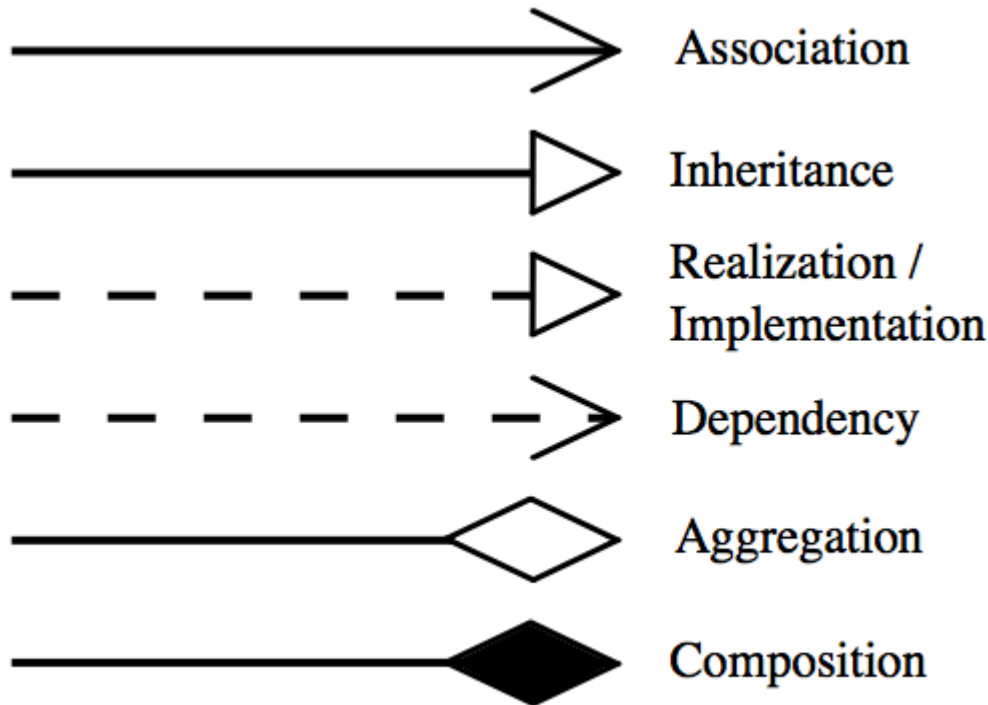 Association
Inheritance
Realization /
Implementation
Dependency
Aggregation
Composition